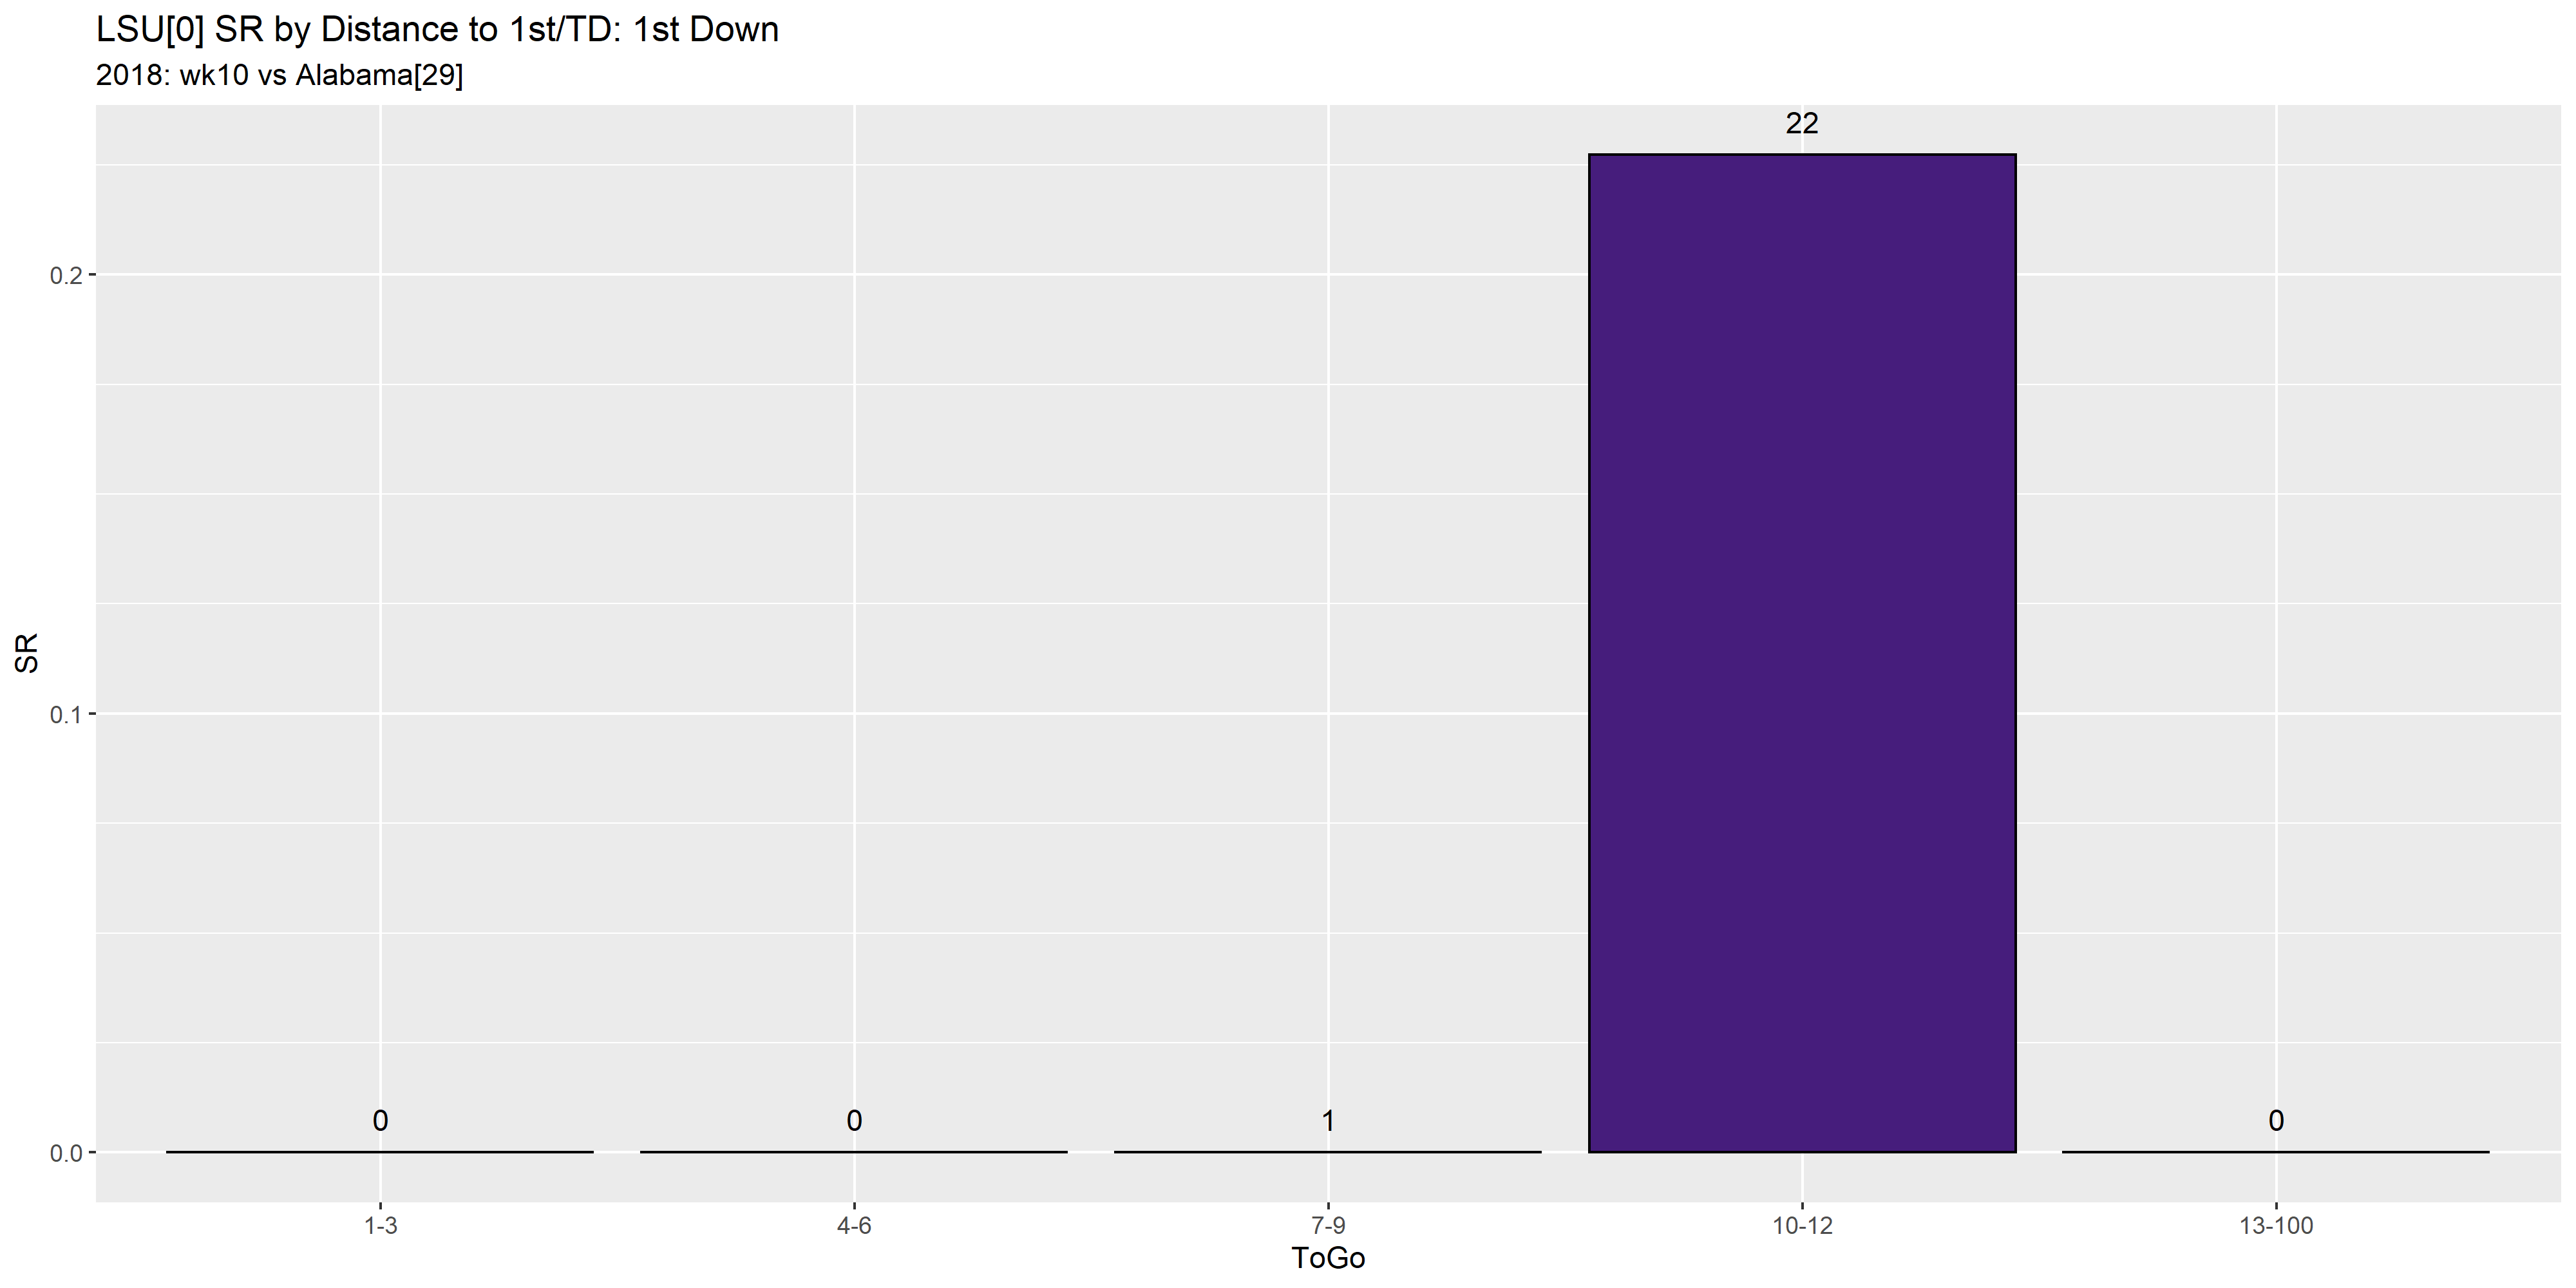 LSU[0] SR by Distance to 1st/TD: 1st Down
2018: wk10 vs Alabama[29]
22
0.2
SR
0.1
0 0 1 0
0.0
1-3 4-6 7-9 10-12 13-100
ToGo